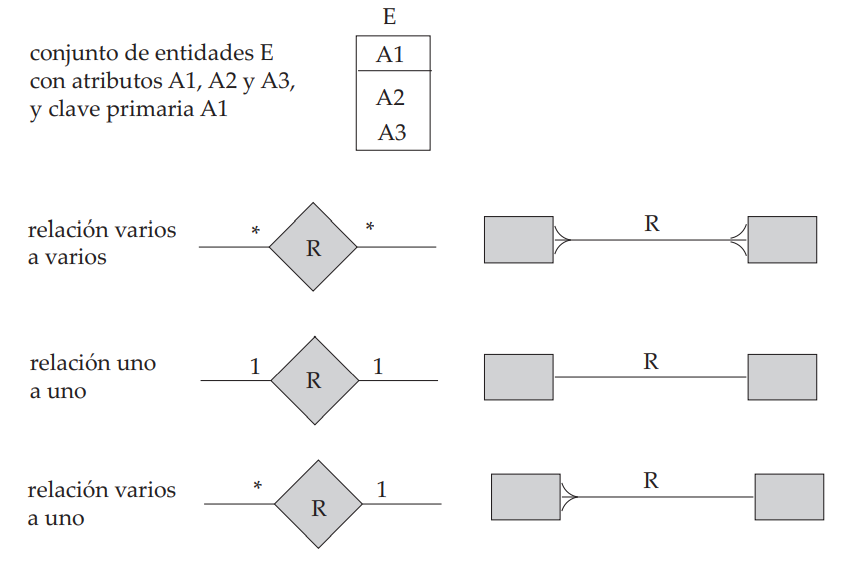 E
conjunto de entidades E
con atributos A1, A2 y A3,
y clave primaria A1
A1
A2
A3
relación varios
a varios
* R *
R
relación uno
a uno
1 R 1
R
relación varios
a uno
* R 1
R